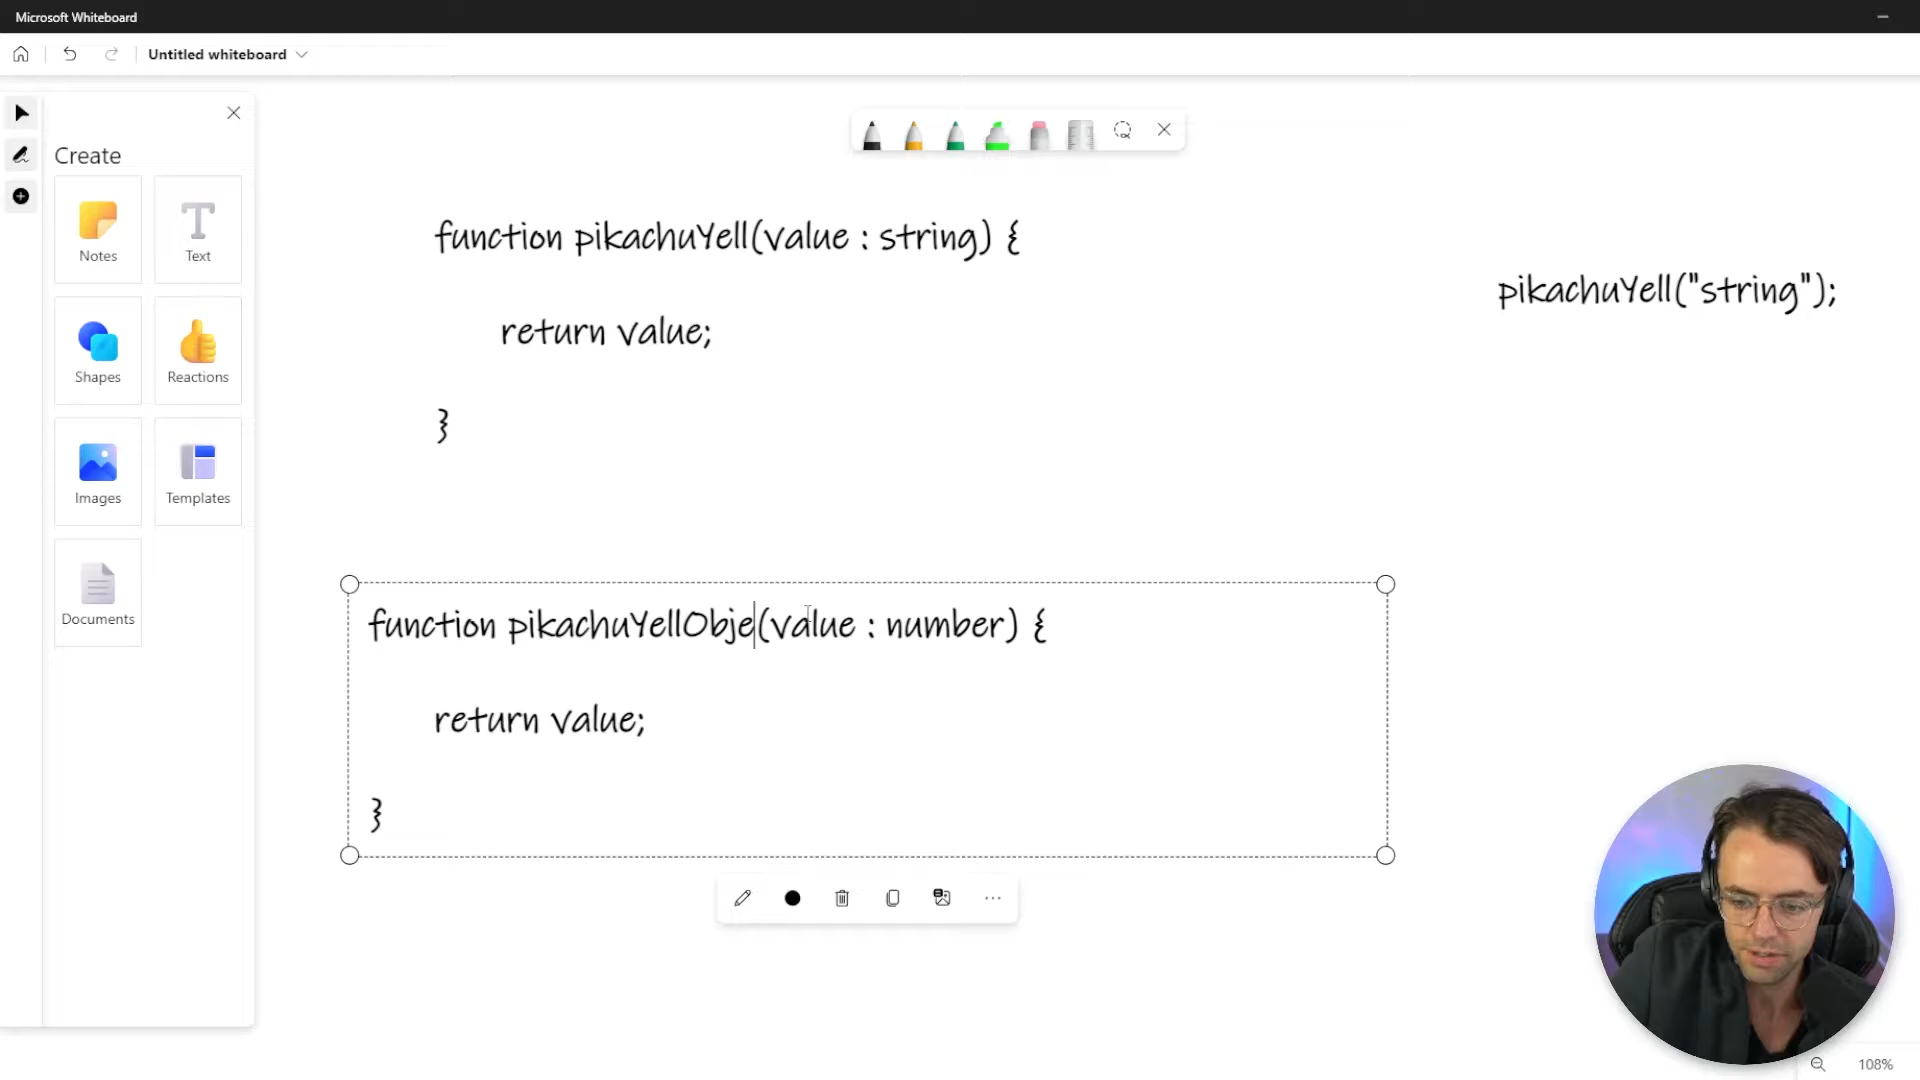 Microsoft Whiteboard
Untitled whiteboard
Create
Notes
Text
Shapes
Reactions
Images
Templates
Documents
function pikachuYell(value : string) {
return value;
}
pikachuYell("string");
function pikachuYellObje(value : number) {
return value;
}
108%